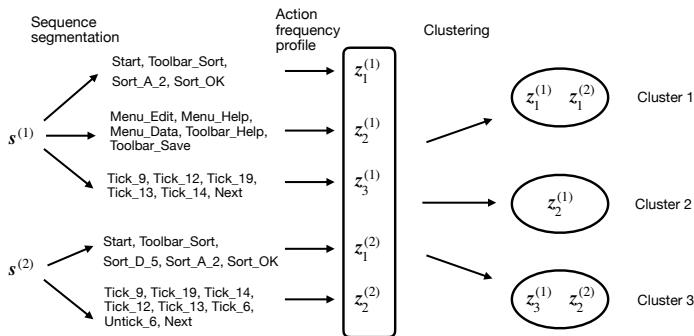 Sequence segmentation
Action frequency profile
Clustering
s^(1)
Start, Toolbar_Sort,
Sort_A_2, Sort_OK
z_1^(1)
Menu_Edit, Menu_Help,
Menu_Data, Toolbar_Help,
Toolbar_Save
z_2^(1)
Tick_9, Tick_12, Tick_19,
Tick_13, Tick_14, Next
z_3^(1)
s^(2)
Start, Toolbar_Sort,
Sort_D_5, Sort_A_2, Sort_OK
z_1^(2)
Tick_9, Tick_19, Tick_14,
Tick_12, Tick_13, Tick_6,
Untick_6, Next
z_2^(2)
z_1^(1) z_1^(2)
Cluster 1
z_2^(1)
Cluster 2
z_3^(1) z_2^(2)
Cluster 3